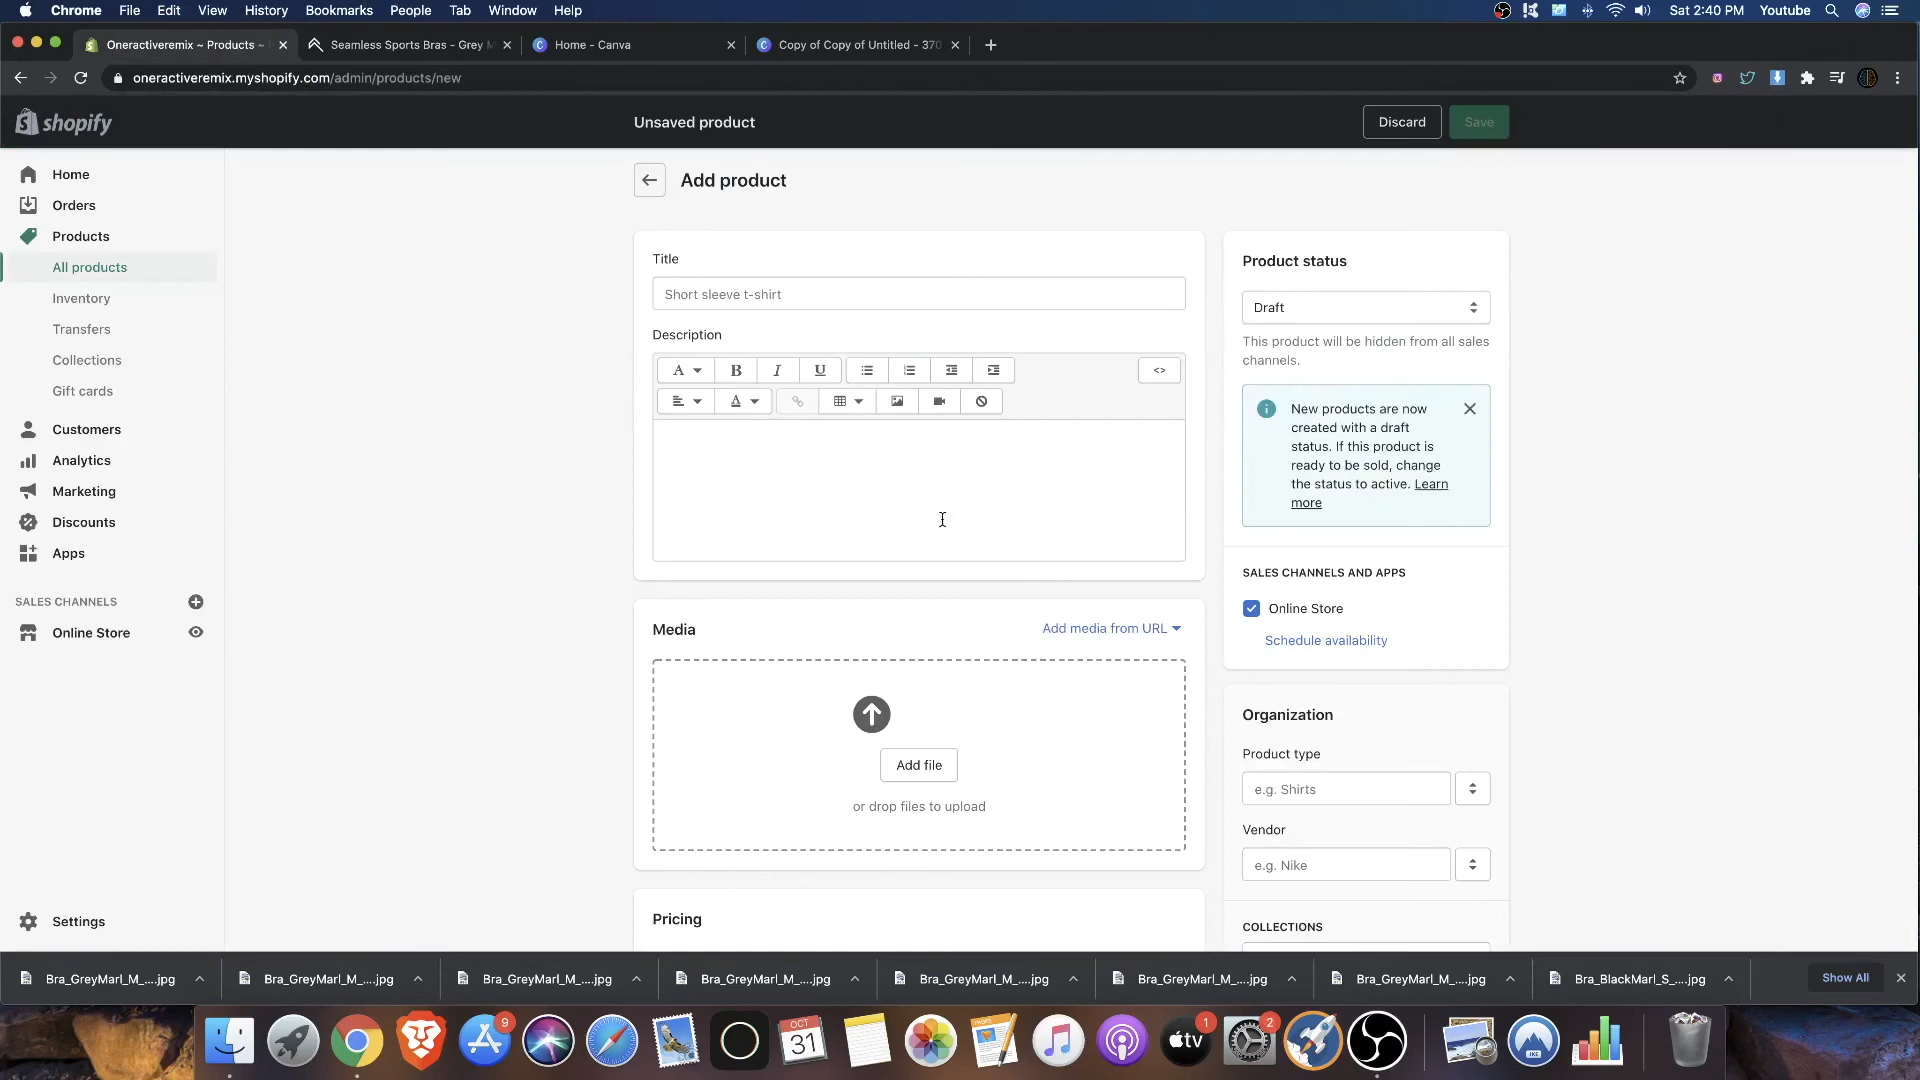 Chrome File Edit View History Bookmarks People Tab Window Help
Sat 2:40 PM Youtube
Oneractiveremix ~ Products ~
Seamless Sports Bras - Grey M
Home - Canva
Copy of Copy of Untitled - 370
oneractiveremix.myshopify.com/admin/products/new
shopify
Unsaved product
Discard
Save
Home
Orders
Products
All products
Inventory
Transfers
Collections
Gift cards
Customers
Analytics
Marketing
Discounts
Apps
SALES CHANNELS
Online Store
Settings
Add product
Title
Short sleeve t-shirt
Description
A B I U
<>
A
Media
Add media from URL
Add file
or drop files to upload
Pricing
Product status
Draft
This product will be hidden from all sales
channels.
New products are now
created with a draft
status. If this product is
ready to be sold, change
the status to active. Learn
more
SALES CHANNELS AND APPS
Online Store
Schedule availability
Organization
Product type
e.g. Shirts
Vendor
e.g. Nike
COLLECTIONS
Bra_GreyMarl_M_....jpg
Bra_GreyMarl_M_....jpg
Bra_GreyMarl_M_....jpg
Bra_GreyMarl_M_....jpg
Bra_GreyMarl_M_....jpg
Bra_GreyMarl_M_....jpg
Bra_GreyMarl_M_....jpg
Bra_BlackMarl_S_....jpg
Show All
9
OCT
31
tv
1
2
IKE